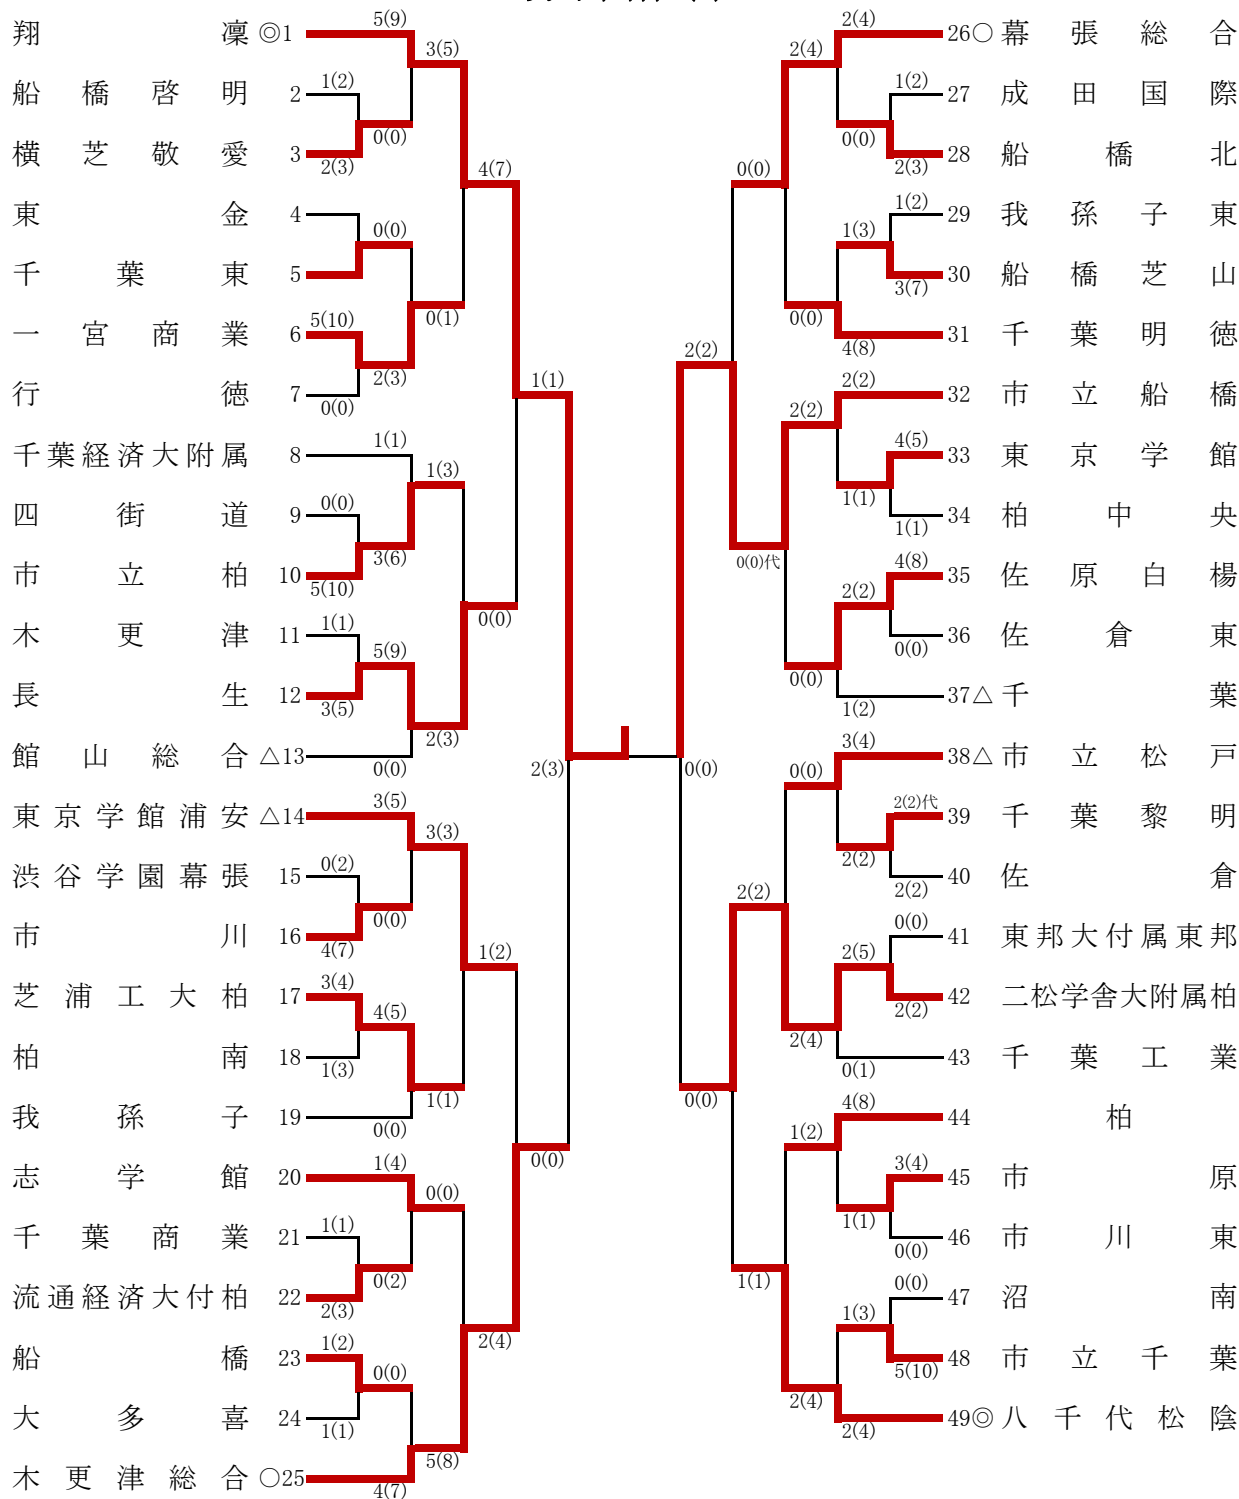 翔凜 ◎1
船橋啓明 2
横芝敬愛 3
東金 4
千葉東 5
一宮商業 6
行徳 7
千葉経済大附属 8
四街道 9
市立柏 10
木更津 11
長生 12
館山総合 △13
東京学館浦安 △14
渋谷学園幕張 15
市川 16
芝浦工大柏 17
柏南 18
我孫子 19
志学館 20
千葉商業 21
流通経済大付柏 22
船橋 23
大多喜 24
木更津総合 ○25
5(9)
1(2)
2(3)
5(10)
0(0)
1(1)
0(0)
5(10)
1(1)
3(5)
0(0)
3(5)
0(2)
4(7)
3(4)
1(3)
0(0)
1(4)
1(1)
2(3)
1(2)
1(1)
4(7)
0(0)
0(0)
2(3)
3(6)
5(9)
0(0)
4(5)
0(2)
0(0)
3(5)
0(1)
1(3)
2(3)
3(3)
1(1)
0(0)
5(8)
4(7)
0(0)
1(2)
2(4)
1(1)
0(0)
2(3)
0(0)
2(2)
0(0)
0(0)
0(0)代
2(2)
1(1)
2(4)
0(0)
2(2)
0(0)
0(0)
2(4)
1(2)
2(4)
0(0)
1(3)
1(1)
2(2)
2(2)
2(5)
1(1)
1(3)
2(4)
1(2)
2(3)
1(2)
3(7)
4(8)
2(2)
4(5)
1(1)
4(8)
0(0)
1(2)
3(4)
2(2)代
2(2)
0(0)
2(2)
0(1)
4(8)
3(4)
0(0)
0(0)
5(10)
2(4)
26○ 幕張総合
27 成田国際
28 船橋北
29 我孫子東
30 船橋芝山
31 千葉明徳
32 市立船橋
33 東京学館
34 柏中央
35 佐原白楊
36 佐倉東
37△ 千葉
38△ 市立松戸
39 千葉黎明
40 佐倉
41 東邦大付属東邦
42 二松学舎大附属柏
43 千葉工業
44 柏
45 市原
46 市川東
47 沼南
48 市立千葉
49◎ 八千代松陰